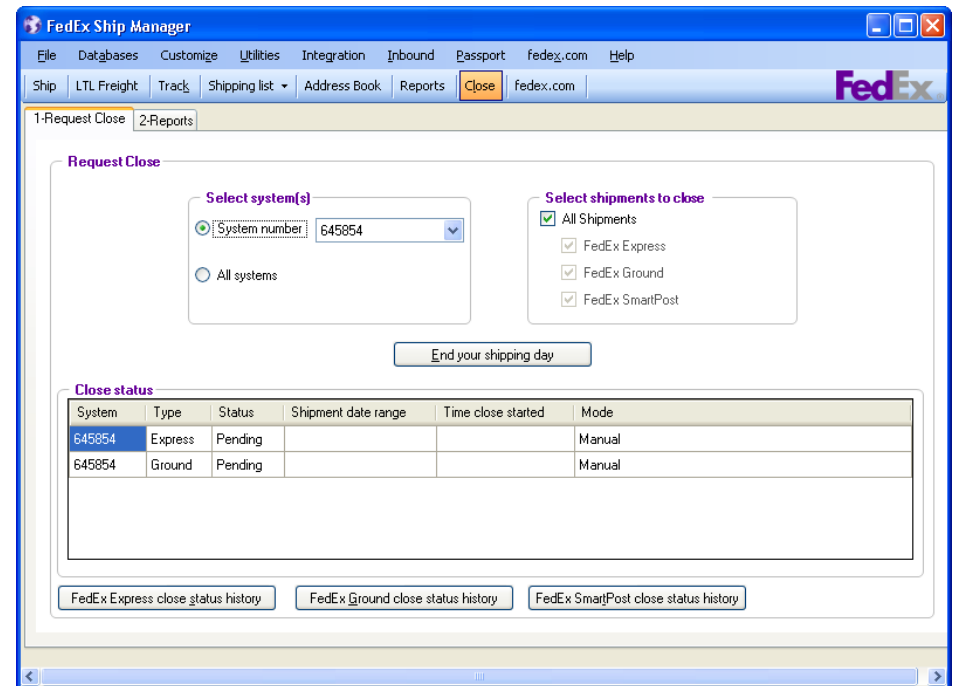 FedEx Ship Manager
File Databases Customize Utilities Integration Inbound Passport fedex.com Help
Ship LTL Freight Track Shipping list Address Book Reports Close fedex.com FedEx
1-Request Close 2-Reports
Request Close
Select system(s) Select shipments to close
System number 645854 All Shipments
FedEx Express
All systems FedEx Ground
FedEx SmartPost
End your shipping day
Close status
System Type Status Shipment date range Time close started Mode
645854 Express Pending Manual
645854 Ground Pending Manual
FedEx Express close status history FedEx Ground close status history FedEx SmartPost close status history